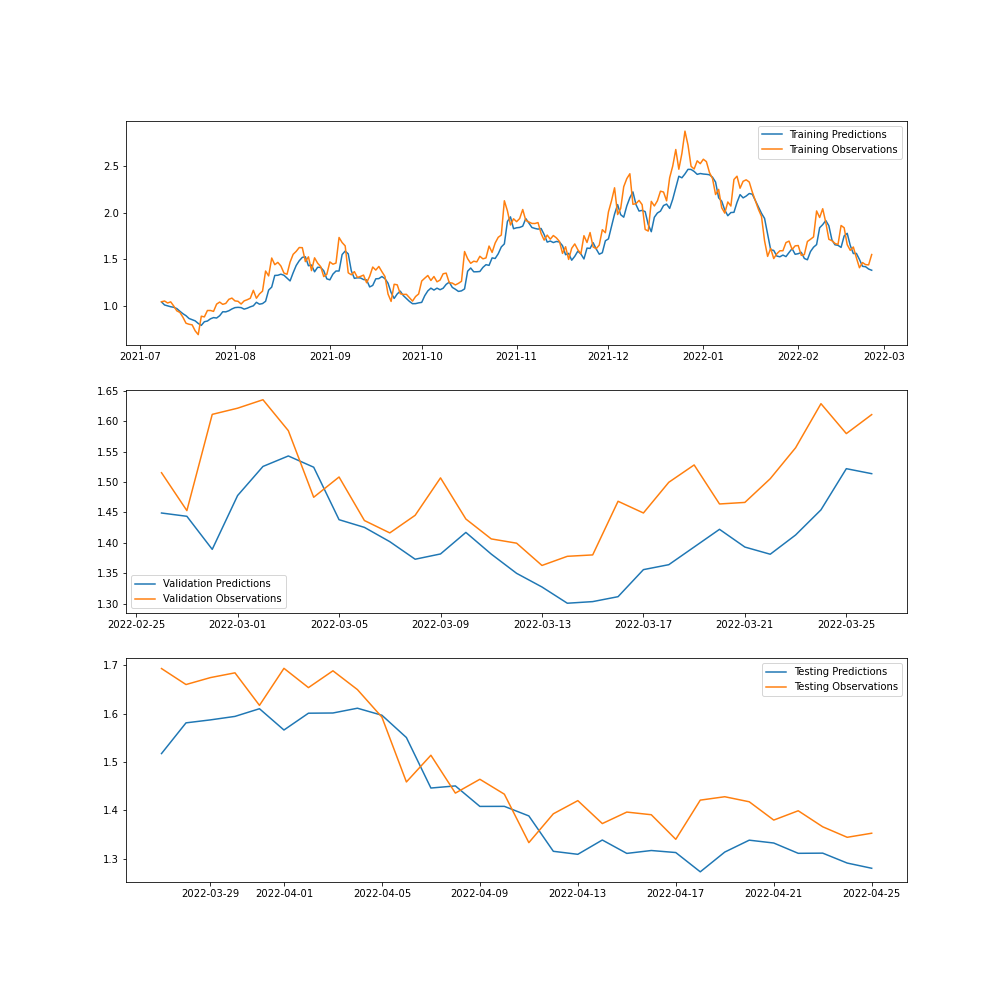 Training Predictions
Training Observations
2.5
2.0
1.5
1.0
2021-07 2021-08 2021-09 2021-10 2021-11 2021-12 2022-01 2022-02 2022-03
1.65
1.60
1.55
1.50
1.45
1.40
1.35
1.30
Validation Predictions
Validation Observations
2022-02-25 2022-03-01 2022-03-05 2022-03-09 2022-03-13 2022-03-17 2022-03-21 2022-03-25
1.7
1.6
1.5
1.4
1.3
Testing Predictions
Testing Observations
2022-03-29 2022-04-01 2022-04-05 2022-04-09 2022-04-13 2022-04-17 2022-04-21 2022-04-25